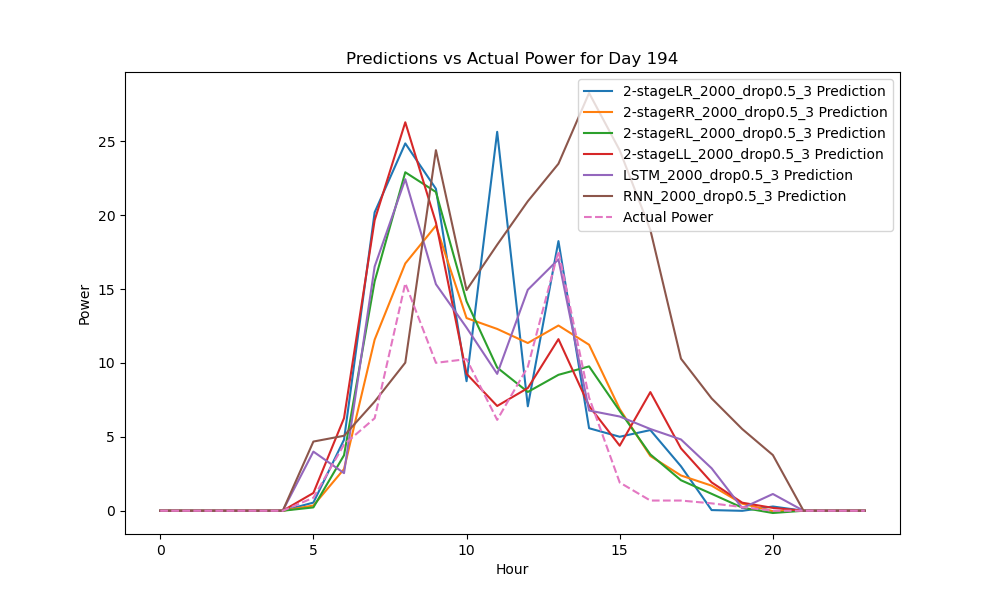 Predictions vs Actual Power for Day 194
2-stageLR_2000_drop0.5_3 Prediction
2-stageRR_2000_drop0.5_3 Prediction
2-stageRL_2000_drop0.5_3 Prediction
2-stageLL_2000_drop0.5_3 Prediction
LSTM_2000_drop0.5_3 Prediction
RNN_2000_drop0.5_3 Prediction
Actual Power
25
20
15
10
5
0
Power
0 5 10 15 20
Hour